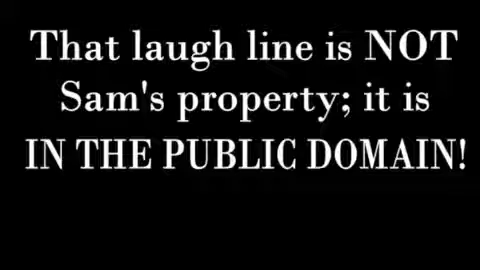 That laugh line is NOT
Sam's property; it is
IN THE PUBLIC DOMAIN!